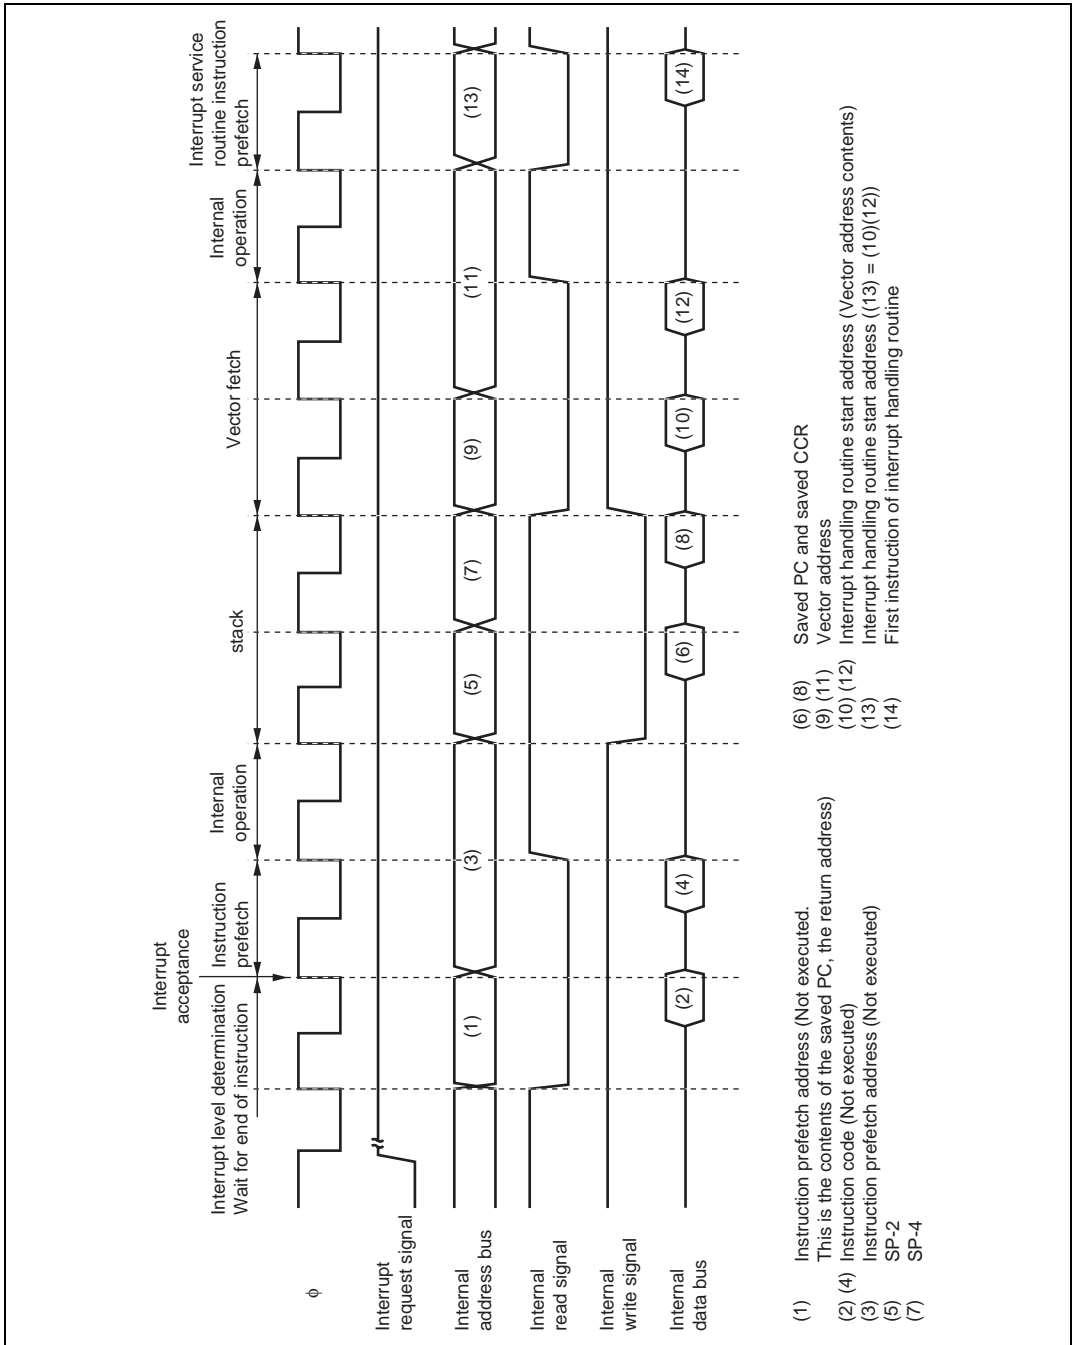 Interrupt level determination
Wait for end of instruction
Interrupt
acceptance
Instruction
prefetch
Internal
operation
stack
Vector fetch
Internal
operation
Interrupt service
routine instruction
prefetch
φ
Interrupt
request signal
Internal
address bus
(1)
(3)
(5)
(7)
(9)
(11)
(13)
Internal
read signal
Internal
write signal
Internal
data bus
(2)
(4)
(6)
(8)
(10)
(12)
(14)
(1) Instruction prefetch address (Not executed.
This is the contents of the saved PC, the return address)
(2) (4) Instruction code (Not executed)
(3) Instruction prefetch address (Not executed)
(5) SP-2
(7) SP-4
(6) (8) Saved PC and saved CCR
(9) (11) Vector address
(10) (12) Interrupt handling routine start address (Vector address contents)
(13) Interrupt handling routine start address ((13) = (10)(12))
(14) First instruction of interrupt handling routine